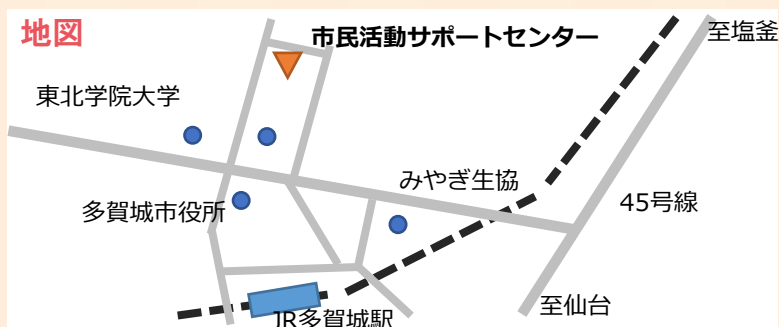 地図
市民活動サポートセンター
至塩釜
東北学院大学
みやぎ生協
45号線
多賀城市役所
至仙台
JR多賀城駅